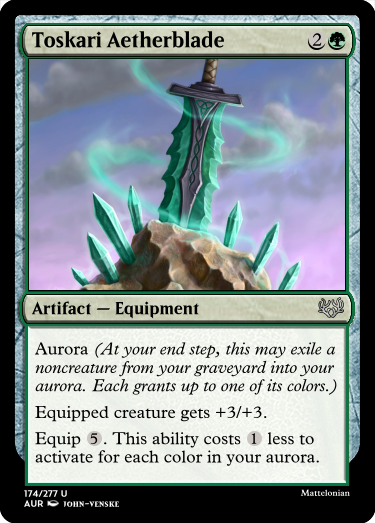 Toskari Aetherblade 2
Artifact — Equipment
Aurora (At your end step, this may exile a
noncreature from your graveyard into your
aurora. Each grants up to one of its colors.)
Equipped creature gets +3/+3.
Equip 5. This ability costs 1 less to
activate for each color in your aurora.
174/277 U
Mattelonian
AUR JOHN-VENSKE